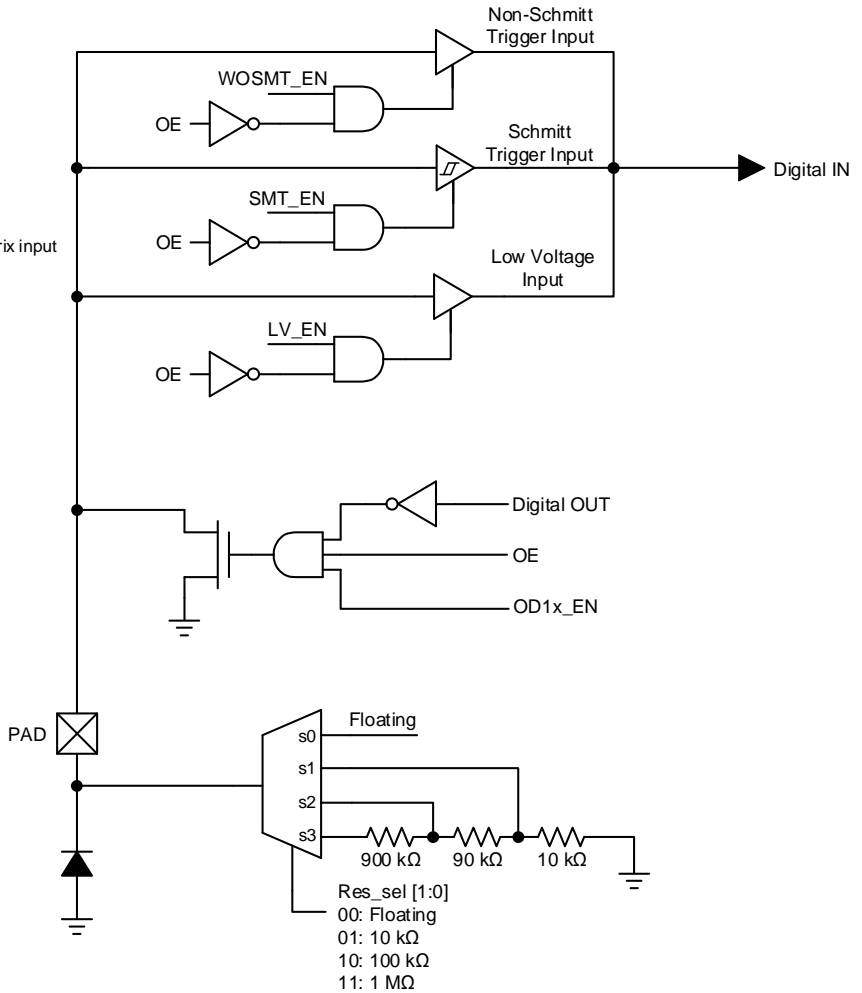 Non-Schmitt
Trigger Input
WOSMT_EN
OE
Schmitt
Trigger Input
Digital IN
SMT_EN
OE
rix input
Low Voltage
Input
LV_EN
OE
Digital OUT
OE
OD1x_EN
PAD
Floating
s0
s1
s2
s3
900 kΩ
90 kΩ
10 kΩ
Res_sel [1:0]
00: Floating
01: 10 kΩ
10: 100 kΩ
11: 1 MΩ